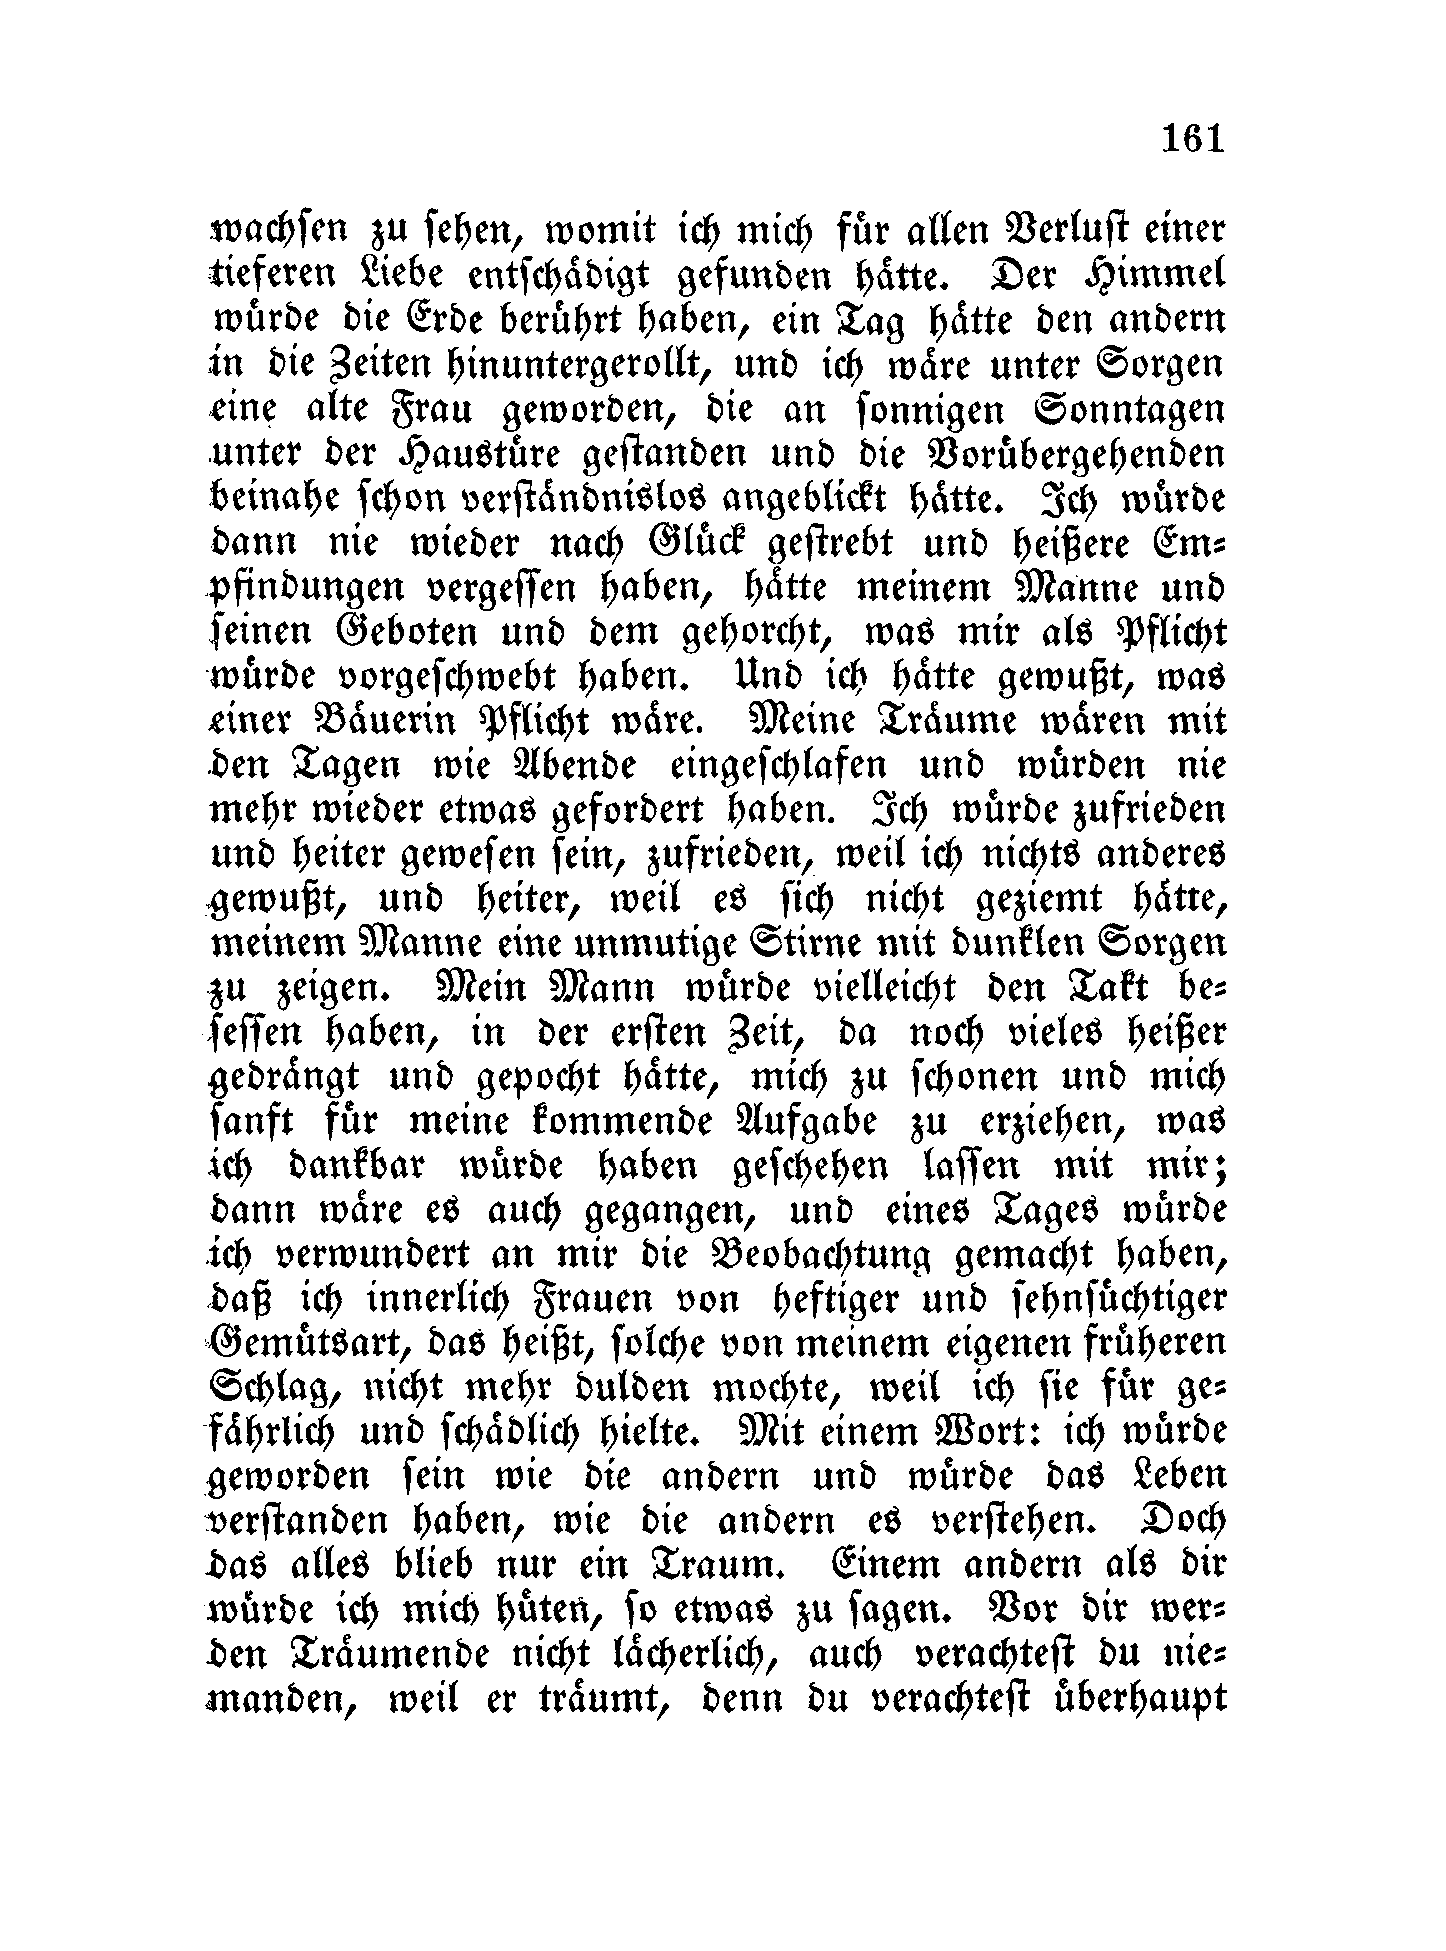 161
wachsen zu sehen, womit ich mich für allen Verlust einer
tieferen Liebe entschädigt gefunden hätte. Der Himmel
würde die Erde berührt haben, ein Tag hätte den andern
in die Zeiten hinuntergerollt, und ich wäre unter Sorgen
eine alte Frau geworden, die an sonnigen Sonntagen
unter der Haustüre gestanden und die Vorübergehenden
beinahe schon verständnislos angeblickt hätte. Ich würde
dann nie wieder nach Glück gestrebt und heißere Em-
pfindungen vergessen haben, hätte meinem Manne und
seinen Geboten und dem gehorcht, was mir als Pflicht
würde vorgeschwebt haben. Und ich hätte gewußt, was
einer Bäuerin Pflicht wäre. Meine Träume wären mit
den Tagen wie Abende eingeschlafen und würden nie
mehr wieder etwas gefordert haben. Ich würde zufrieden
und heiter gewesen sein, zufrieden, weil ich nichts anderes
gewußt, und heiter, weil es sich nicht geziemt hätte,
meinem Manne eine unmutige Stirne mit dunklen Sorgen
zu zeigen. Mein Mann würde vielleicht den Takt be-
sessen haben, in der ersten Zeit, da noch vieles heißer
gedrängt und gepocht hätte, mich zu schonen und mich
sanft für meine kommende Aufgabe zu erziehen, was
ich dankbar würde haben geschehen lassen mit mir;
dann wäre es auch gegangen, und eines Tages würde
ich verwundert an mir die Beobachtung gemacht haben,
daß ich innerlich Frauen von heftiger und sehnsüchtiger
Gemütsart, das heißt, solche von meinem eigenen früheren
Schlag, nicht mehr dulden mochte, weil ich sie für ge-
fährlich und schädlich hielte. Mit einem Wort: ich würde
geworden sein wie die andern und würde das Leben
verstanden haben, wie die andern es verstehen. Doch
das alles blieb nur ein Traum. Einem andern als dir
würde ich mich hüten, so etwas zu sagen. Vor dir wer-
den Träumende nicht lächerlich, auch verachtest du nie-
manden, weil er träumt, denn du verachtest überhaupt